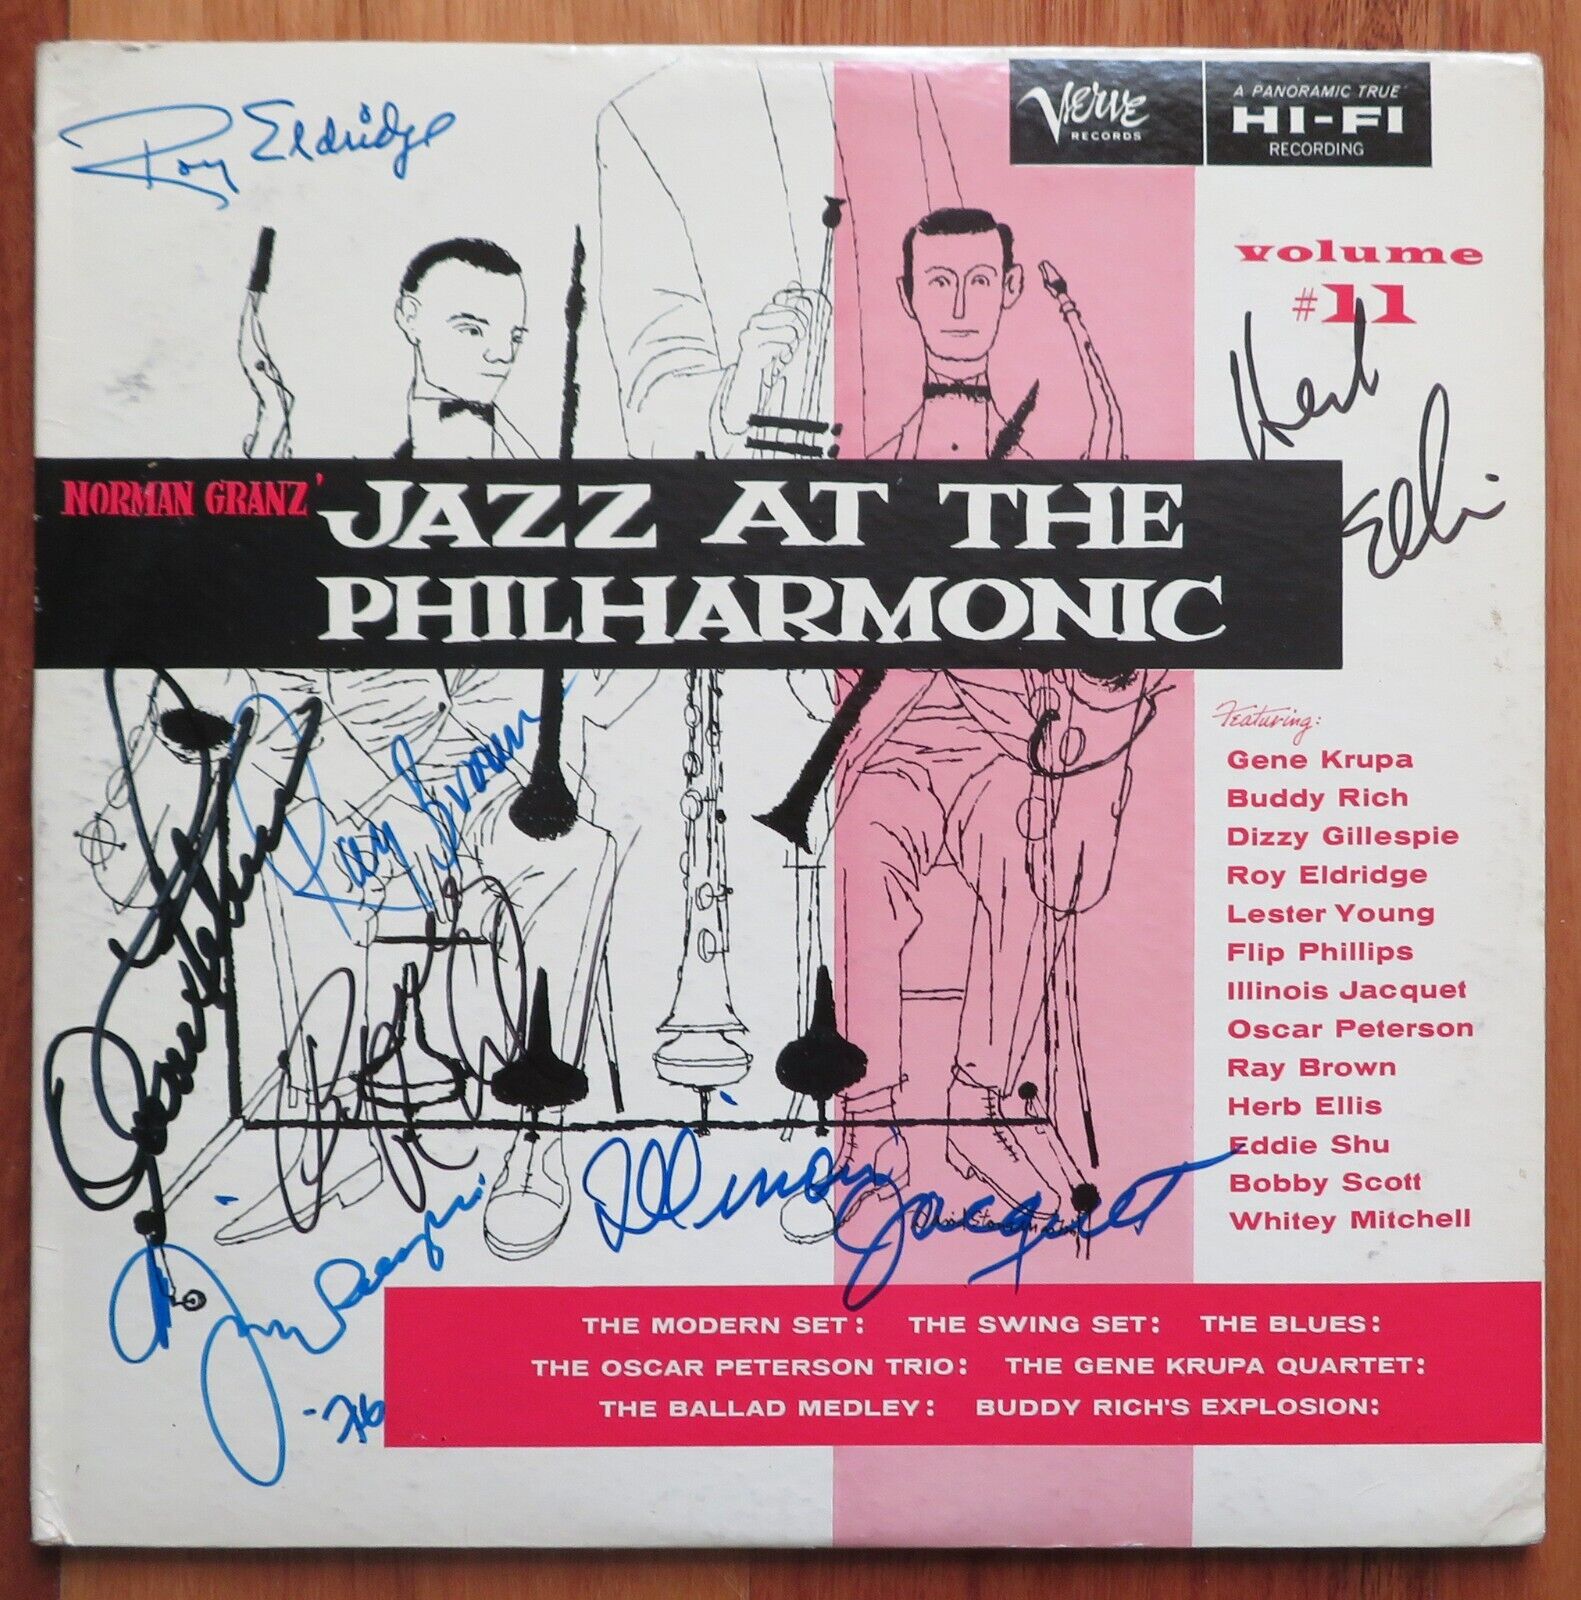 Roy Eldridge
Verve
RECORDS
A PANORAMIC TRUE
HI-FI
RECORDING
volume
#11
Herb
Ellis
NORMAN GRANZ'
JAZZ AT THE
PHILHARMONIC
Ray Brown
Featuring:
Gene Krupa
Buddy Rich
Dizzy Gillespie
Roy Eldridge
Lester Young
Flip Phillips
Illinois Jacquet
Oscar Peterson
Ray Brown
Herb Ellis
Eddie Shu
Bobby Scott
Whitey Mitchell
Illinois Jacquet
THE MODERN SET: THE SWING SET: THE BLUES:
THE OSCAR PETERSON TRIO: THE GENE KRUPA QUARTET:
THE BALLAD MEDLEY: BUDDY RICH'S EXPLOSION: